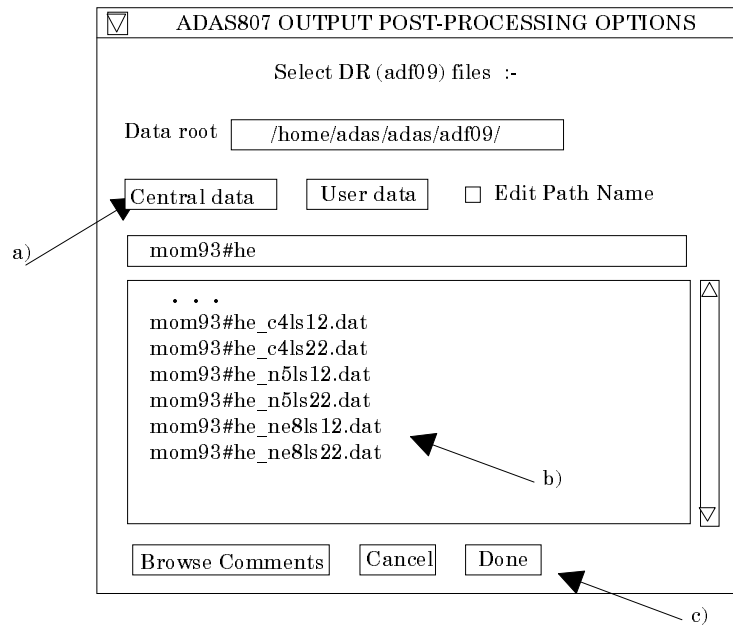 ADAS807 OUTPUT POST-PROCESSING OPTIONS
Select DR (adf09) files :-
Data root /home/adas/adas/adf09/
Central data User data Edit Path Name
a)
mom93#he
. . .
mom93#he_c4ls12.dat
mom93#he_c4ls22.dat
mom93#he_n5ls12.dat
mom93#he_n5ls22.dat
mom93#he_ne8ls12.dat
mom93#he_ne8ls22.dat
b)
Browse Comments Cancel Done
c)